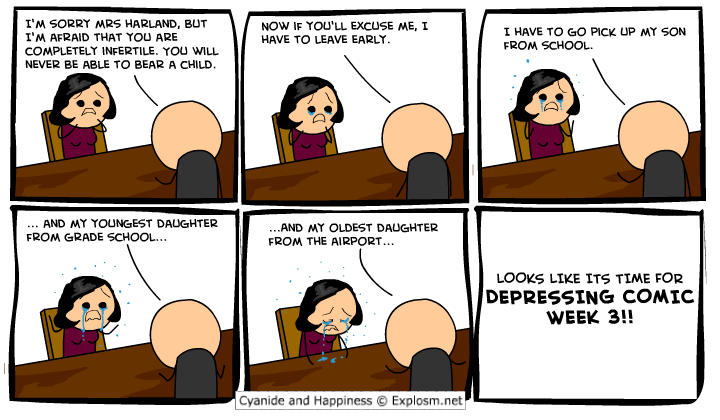 I'M SORRY MRS HARLAND, BUT
I'M AFRAID THAT YOU ARE
COMPLETELY INFERTILE. YOU WILL
NEVER BE ABLE TO BEAR A CHILD.
NOW IF YOU'LL EXCUSE ME, I
HAVE TO LEAVE EARLY.
I HAVE TO GO PICK UP MY SON
FROM SCHOOL.
... AND MY YOUNGEST DAUGHTER
FROM GRADE SCHOOL...
...AND MY OLDEST DAUGHTER
FROM THE AIRPORT...
LOOKS LIKE ITS TIME FOR
DEPRESSING COMIC
WEEK 3!!
Cyanide and Happiness © Explosm.net